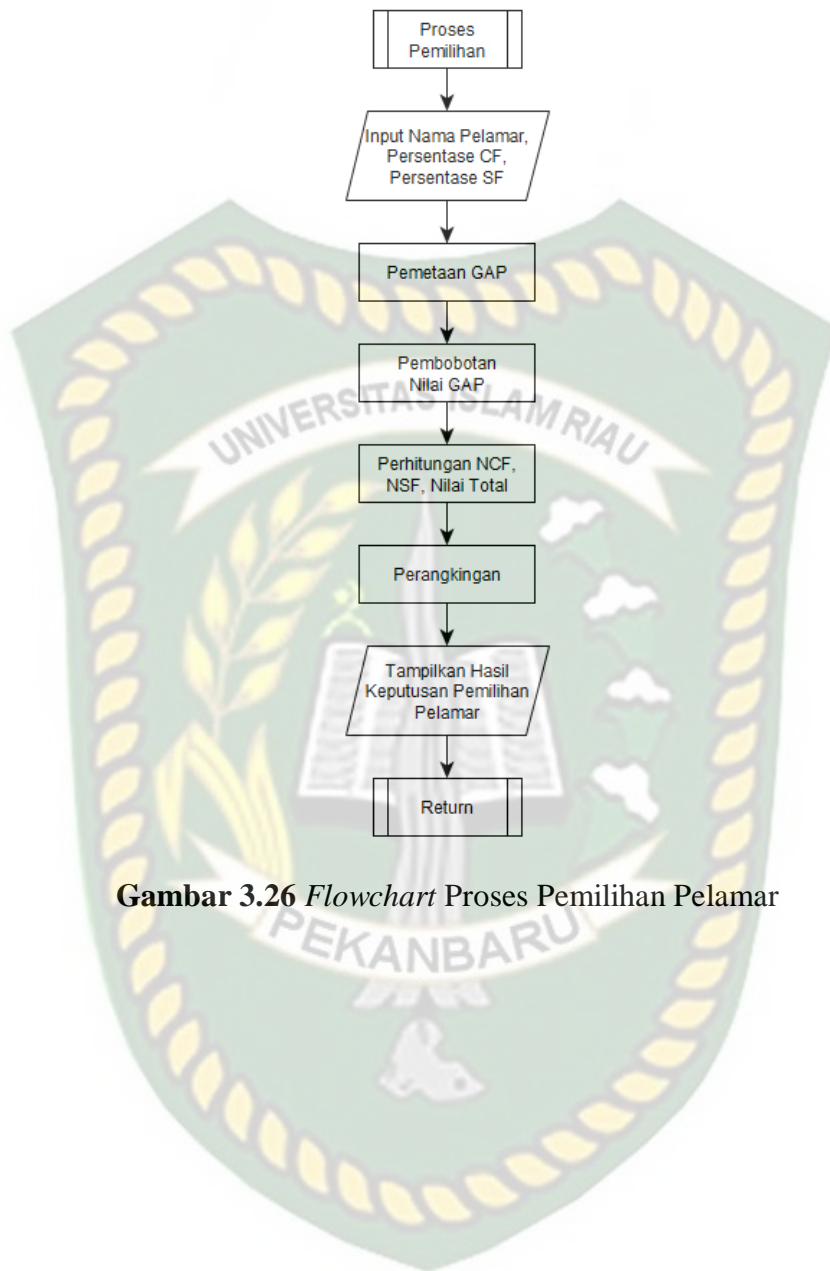 Proses
Pemilihan
Input Nama Pelamar,
Persentase CF,
Persentase SF
Pemetaan GAP
Pembobotan
Nilai GAP
UNIVERSITAS ISLAM RIAU
Perhitungan NCF,
NSF, Nilai Total
Perangkingan
Tampilkan Hasil
Keputusan Pemilihan
Pelamar
Return
Gambar 3.26 Flowchart Proses Pemilihan Pelamar
PEKANBARU